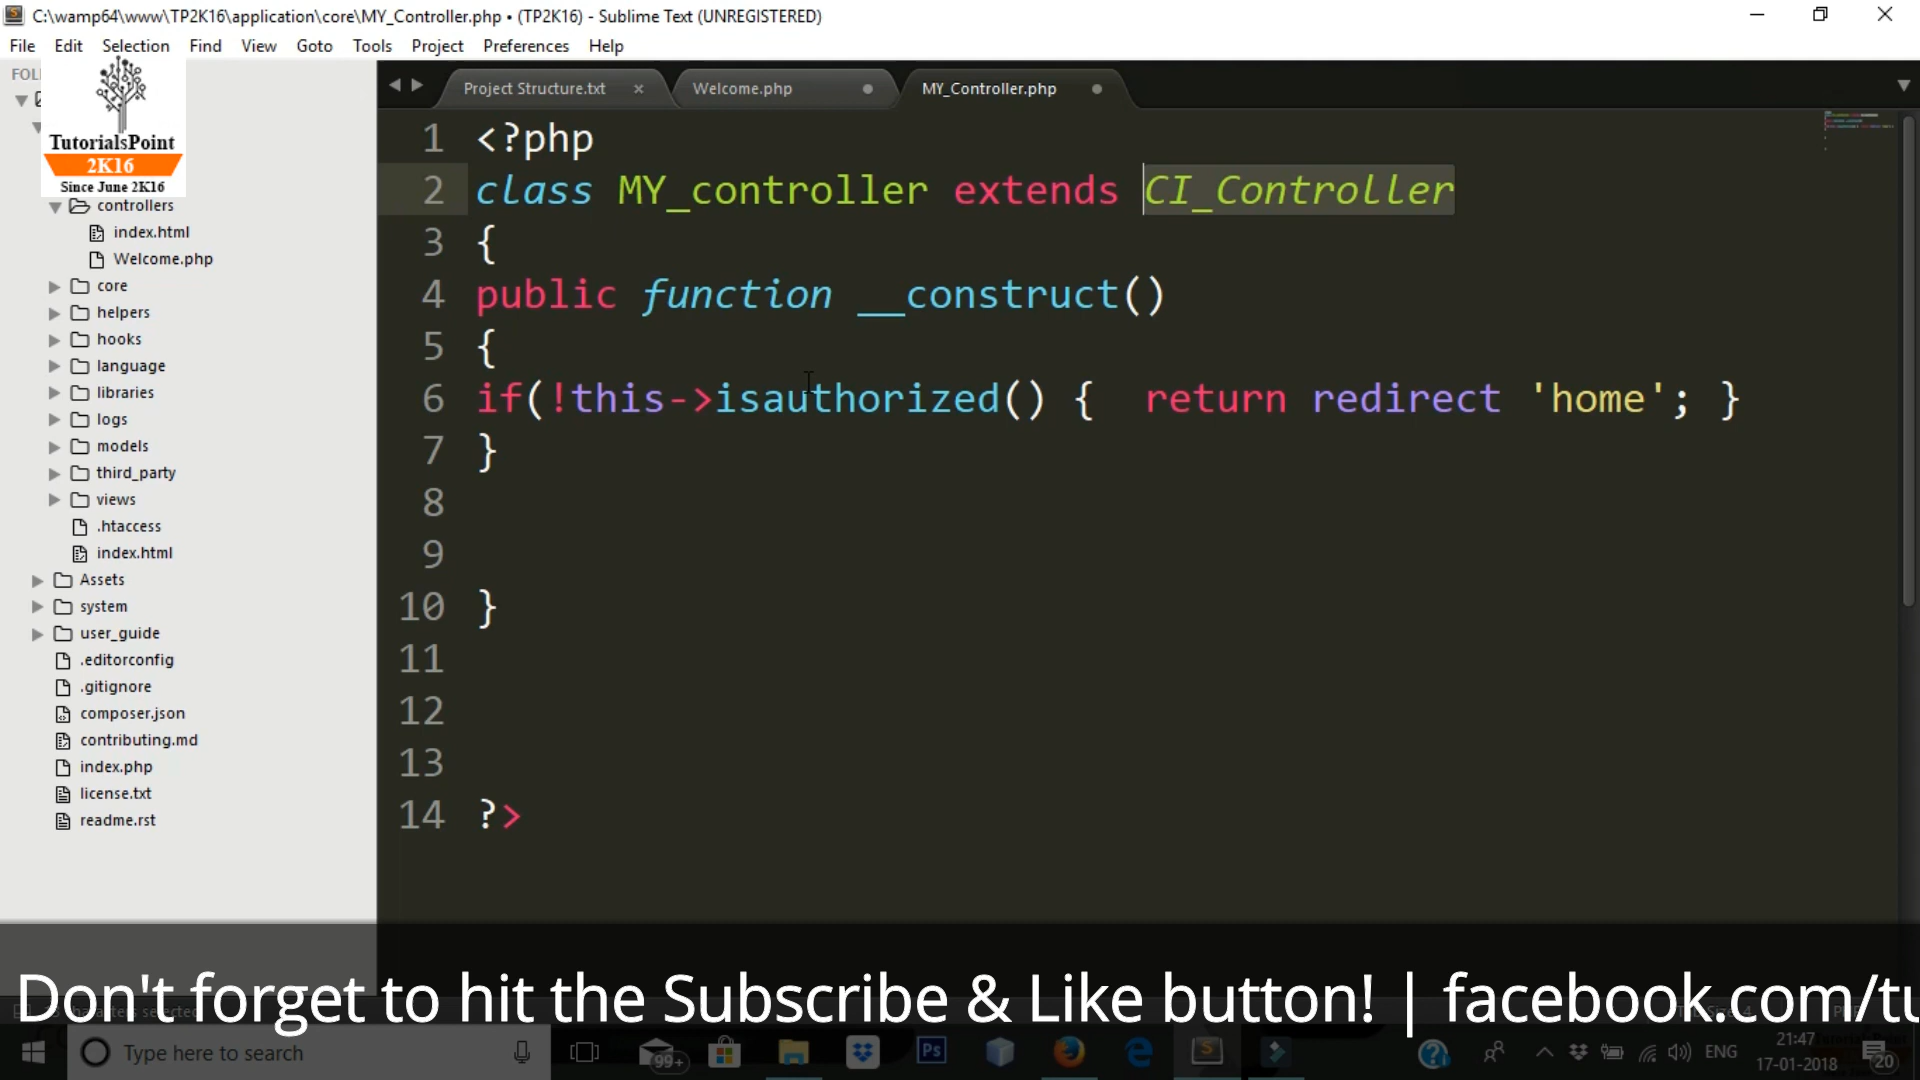 C:\wamp64\www\TP2K16\application\core\MY_Controller.php • (TP2K16) - Sublime Text (UNREGISTERED)
File Edit Selection Find View Goto Tools Project Preferences Help
TutorialsPoint
2K16
Since June 2K16
controllers
index.html
Welcome.php
core
helpers
hooks
language
libraries
logs
models
third_party
views
.htaccess
index.html
Assets
system
user_guide
.editorconfig
.gitignore
composer.json
contributing.md
index.php
license.txt
readme.rst
Project Structure.txt × Welcome.php MY_Controller.php
1 <?php
2 class MY_controller extends CI_Controller
3 {
4 public function __construct()
5 {
6 if(!this->isauthorized() { return redirect 'home'; }
7 }
8
9
10 }
11
12
13
14 ?>
Don't forget to hit the Subscribe & Like button! | facebook.com/tu
Type here to search
99+
Ps
ENG
21:47
17-01-2018
20